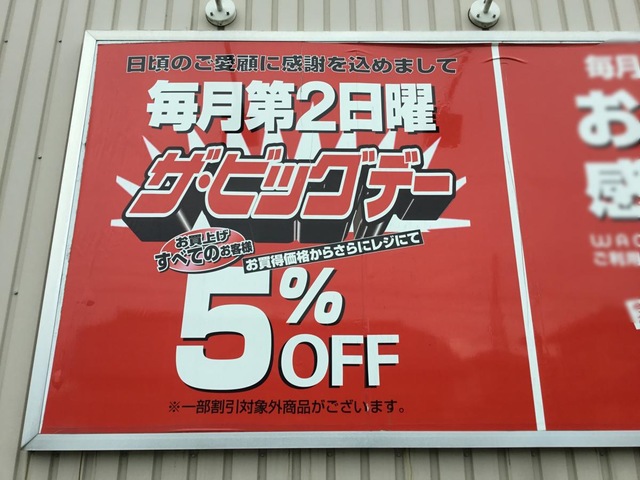 日頃のご愛顧に感謝を込めまして
毎月第2日曜
ザ・ビッグデー
お買上げ
すべてのお客様
お買得価格からさらにレジにて
5%
OFF
※一部割引対象外商品がございます。
毎月
お
感
WAO
ご利用